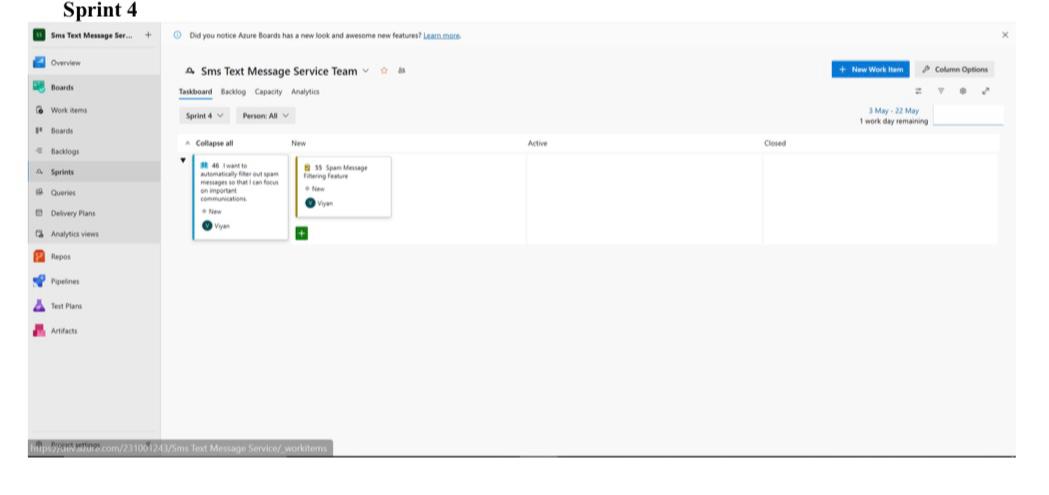 Sprint 4
Sms Text Message Ser... +
Did you notice Azure Boards has a new look and awesome new features? Learn more.
Overview
Boards
Work items
Boards
Backlogs
Sprints
Queries
Delivery Plans
Analytics views
Repos
Pipelines
Test Plans
Artifacts
Project settings
Sms Text Message Service Team
+ New Work Item
Column Options
Taskboard Backlog Capacity Analytics
Sprint 4
Person: All
3 May - 22 May
1 work day remaining
Collapse all
New
Active
Closed
46 I want to
automatically filter out spam
messages so that I can focus
on important
communications.
New
V Viyan
55 Spam Message
Filtering Feature
New
V Viyan
https://dev.azure.com/231001243/Sms Text Message Service/_workitems